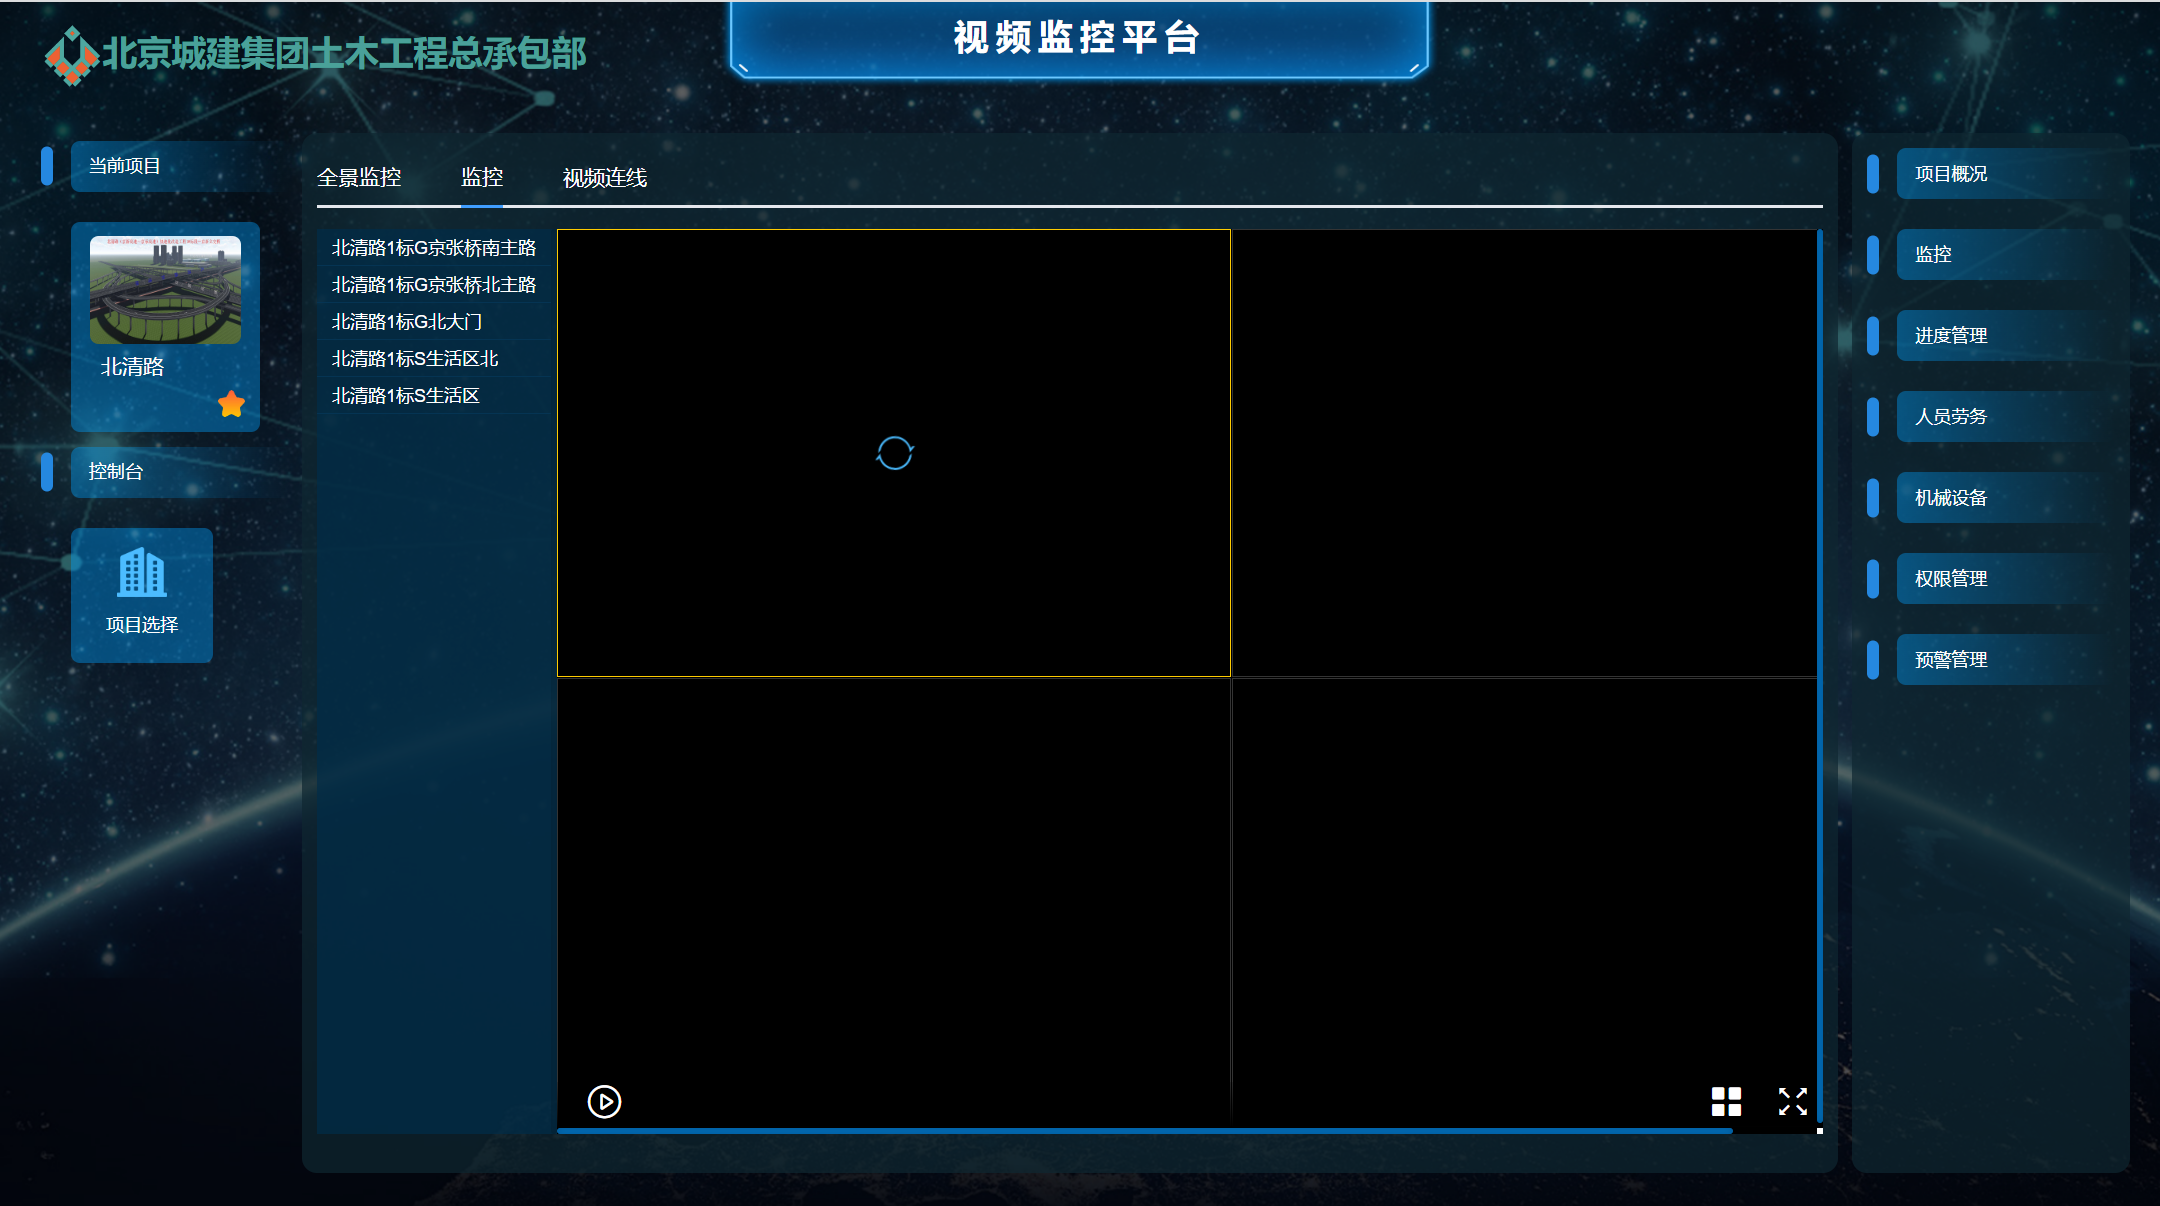 北京城建集团土木工程总承包部
视频监控平台
当前项目
北清路
控制台
项目选择
全景监控 监控 视频连线
北清路1标G京张桥南主路
北清路1标G京张桥北主路
北清路1标G北大门
北清路1标S生活区北
北清路1标S生活区
项目概况
监控
进度管理
人员劳务
机械设备
权限管理
预警管理